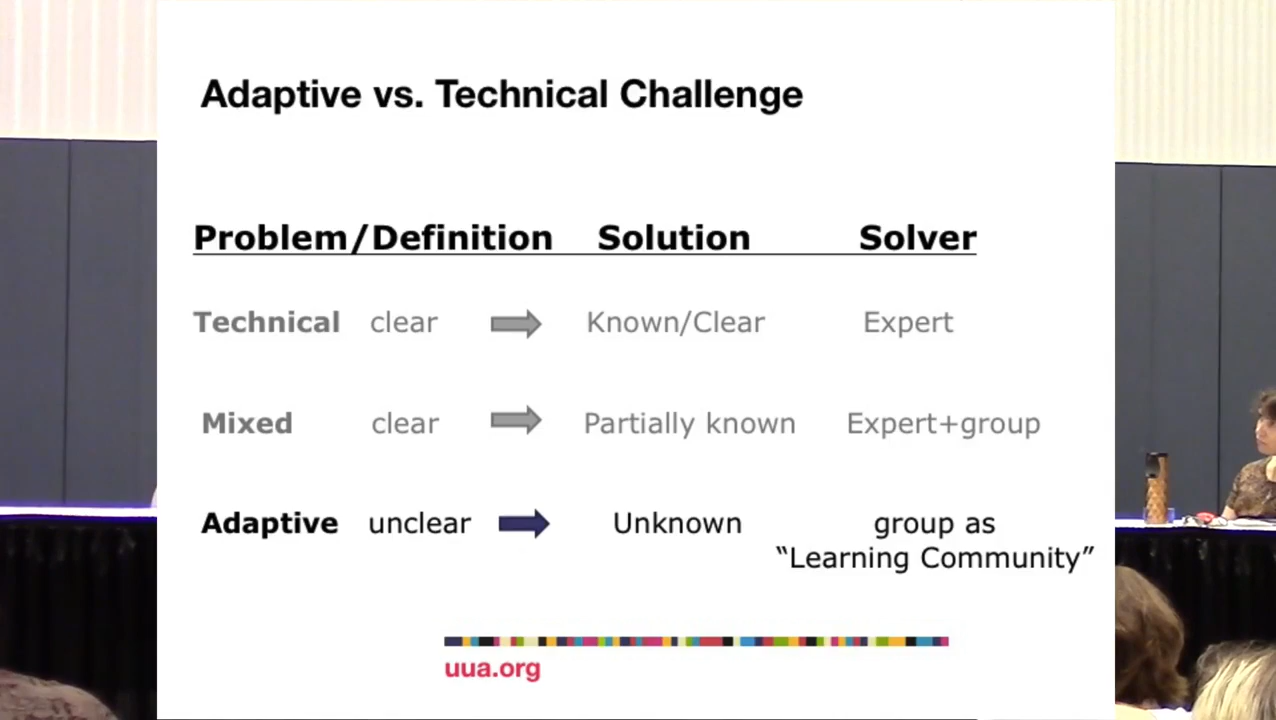 Adaptive vs. Technical Challenge
Problem/Definition Solution Solver
Technical clear Known/Clear Expert
Mixed clear Partially known Expert+group
Adaptive unclear Unknown group as
“Learning Community”
uua.org